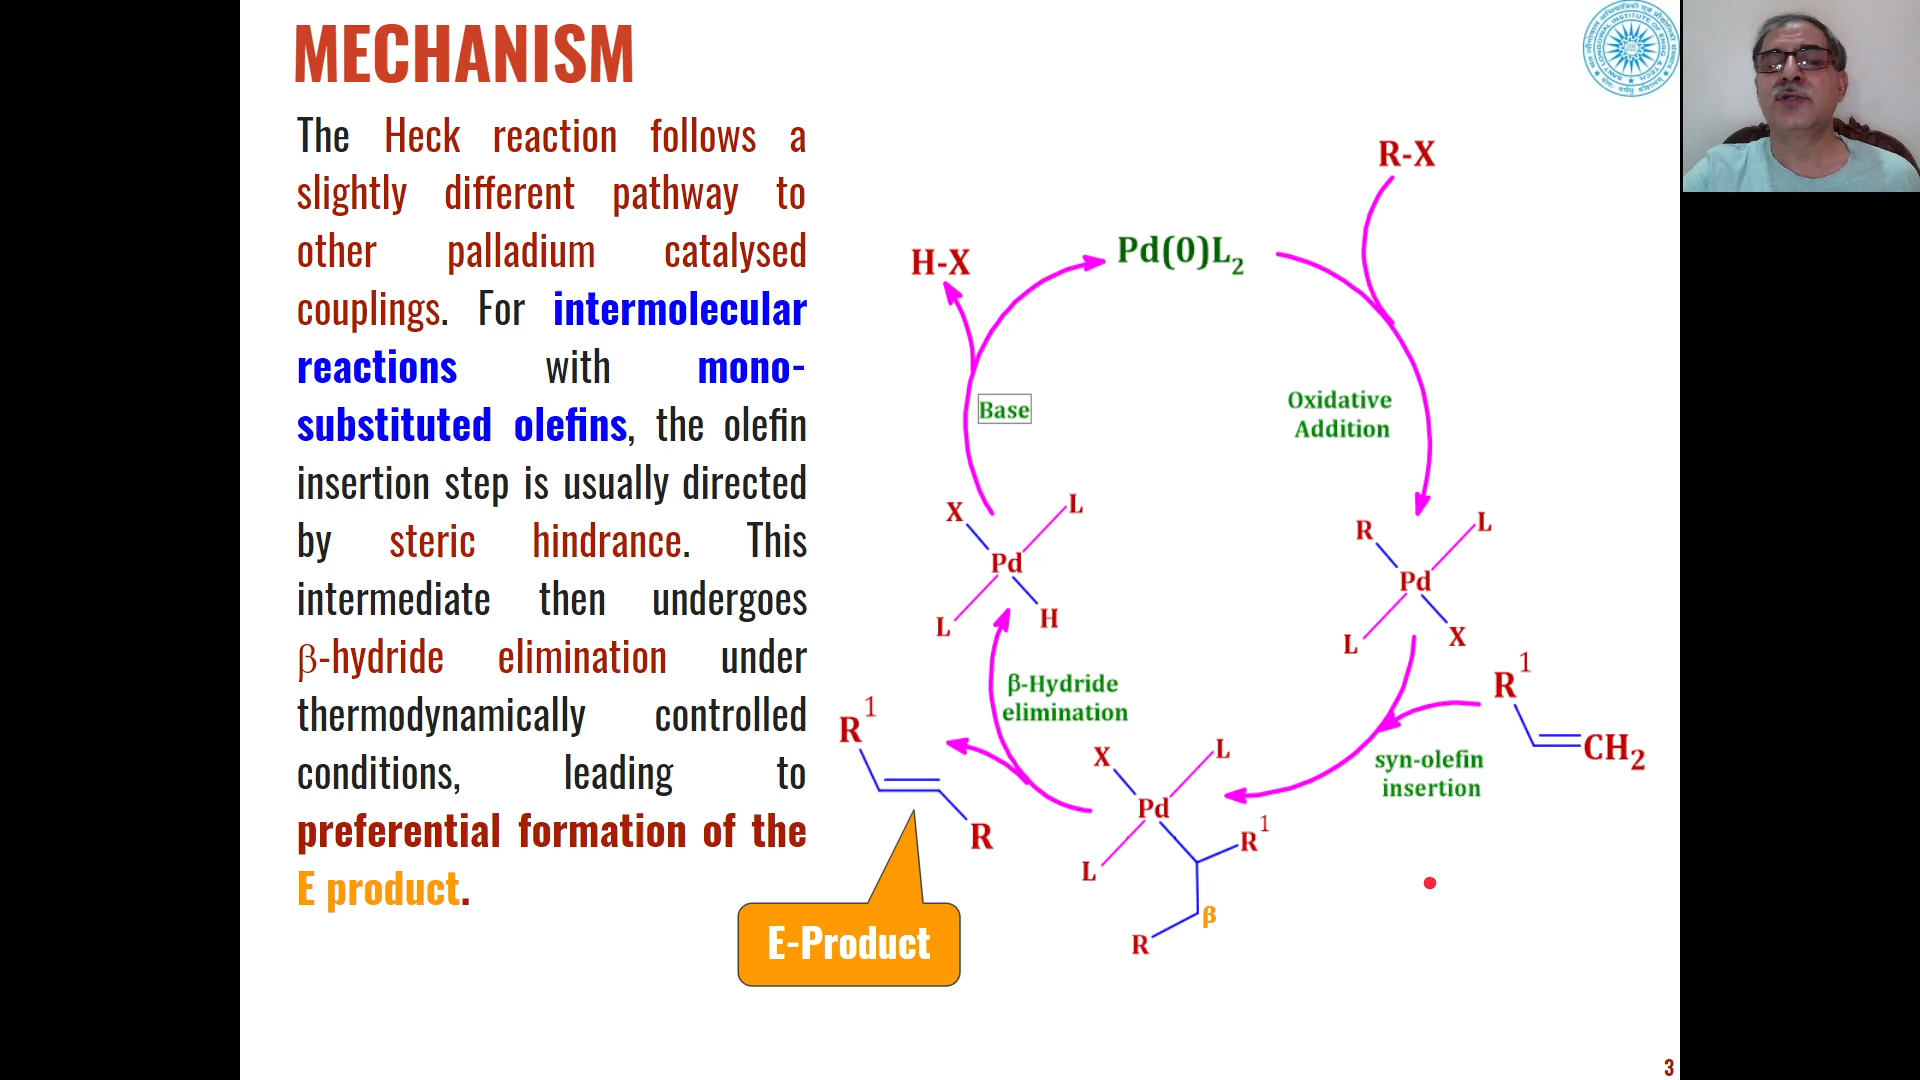 MECHANISM
The Heck reaction follows a
slightly different pathway to
other palladium catalysed
couplings. For intermolecular
reactions with mono-
substituted olefins, the olefin
insertion step is usually directed
by steric hindrance. This
intermediate then undergoes
β-hydride elimination under
thermodynamically controlled
conditions, leading to
preferential formation of the
E product.
R-X
H-X
Pd(0)L2
Oxidative
Addition
Base
X
L
Pd
L
H
R
L
Pd
L
X
R1
CH2
syn-olefin
insertion
β-Hydride
elimination
X
L
Pd
L
R1
β
R
R1
R
E-Product
3